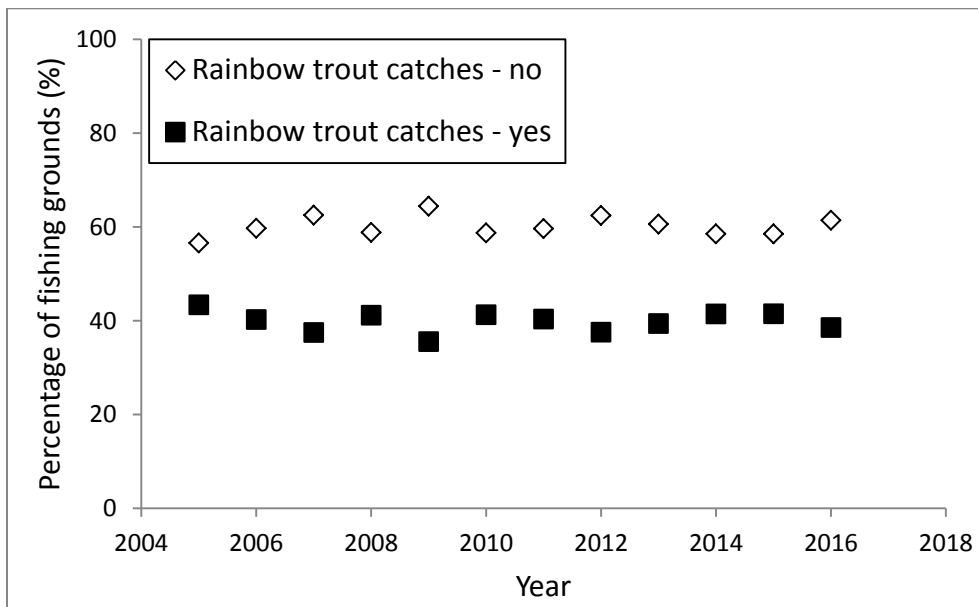 Percentage of fishing grounds (%)
100
80
60
40
20
0
Rainbow trout catches - no
Rainbow trout catches - yes
2004 2006 2008 2010 2012 2014 2016 2018
Year